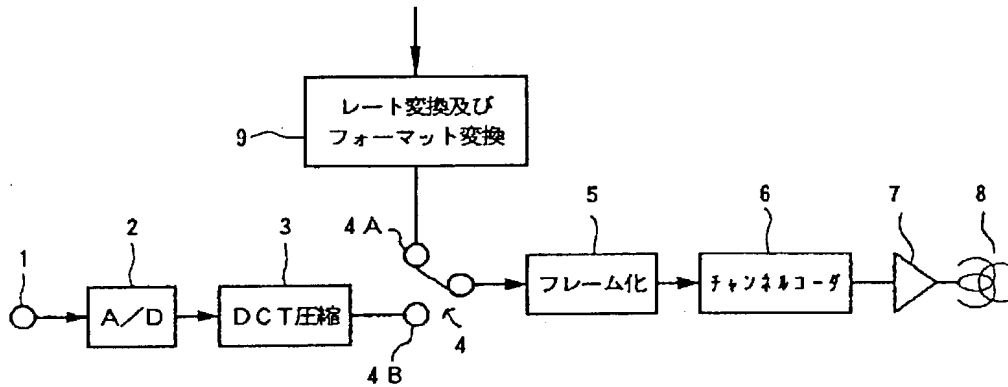 レート変換及び
フォーマット変換
9
1
2
3
4A
5
6
7
8
A/D
DCT圧縮
フレーム化
チャンネルコーダ
4B
4